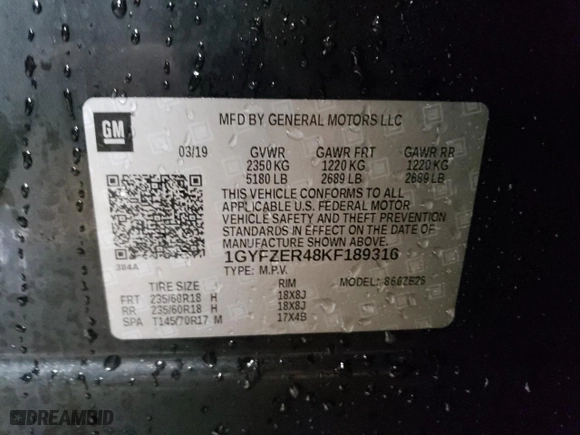 GM
MFD BY GENERAL MOTORS LLC
03/19 GVWR GAWR FRT GAWR RR
2350 KG 1220 KG 1220 KG
5180 LB 2689 LB 2689 LB
THIS VEHICLE CONFORMS TO ALL
APPLICABLE U.S. FEDERAL MOTOR
VEHICLE SAFETY AND THEFT PREVENTION
STANDARDS IN EFFECT ON THE DATE OF
MANUFACTURE SHOWN ABOVE.
384A
1GYFZER48KF189316
TYPE: M.P.V. MODEL:
TIRE SIZE RIM
FRT 235/60R18 H 18X8J
RR 235/60R18 H 18X8J
SPA T145/70R17 M 17X4B
DREAMBID